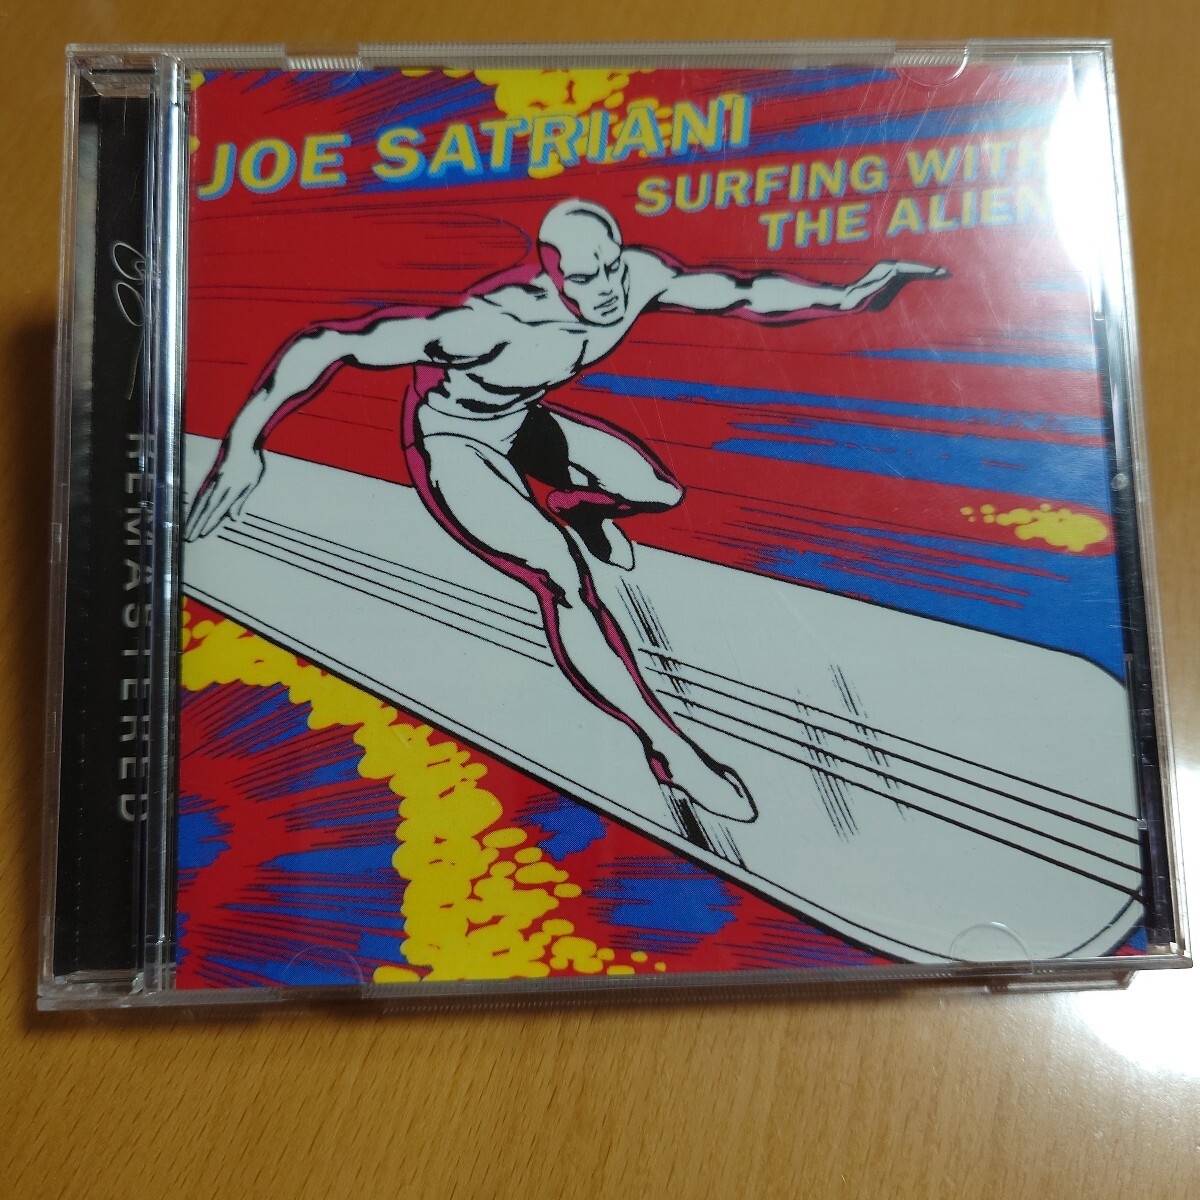 JOE SATRIANI
SURFING WITH
THE ALIEN
REMASTERED